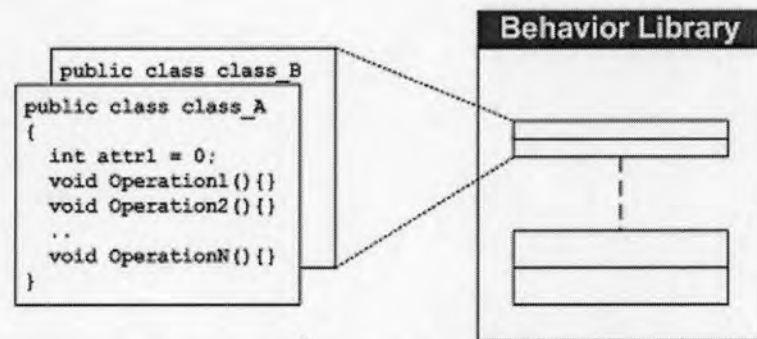 Behavior Library
public class class_B
public class class_A
{
int attr1 = 0;
void Operation1(){}
void Operation2(){}
..
void OperationN(){}
}